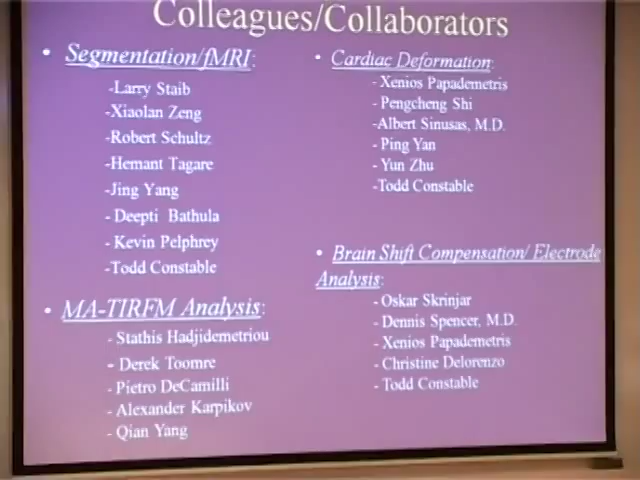 Colleagues/Collaborators
• Segmentation/fMRI:
-Larry Staib
-Xiaolan Zeng
-Robert Schultz
-Hemant Tagare
-Jing Yang
- Deepti Bathula
- Kevin Pelphrey
-Todd Constable
• MA-TIRFM Analysis:
- Stathis Hadjidemetriou
- Derek Toomre
- Pietro DeCamilli
- Alexander Karpikov
- Qian Yang
• Cardiac Deformation:
- Xenios Papademetris
- Pengcheng Shi
-Albert Sinusas, M.D.
- Ping Yan
- Yun Zhu
-Todd Constable
• Brain Shift Compensation/ Electrode
Analysis:
- Oskar Skrinjar
- Dennis Spencer, M.D.
- Xenios Papademetris
- Christine Delorenzo
- Todd Constable